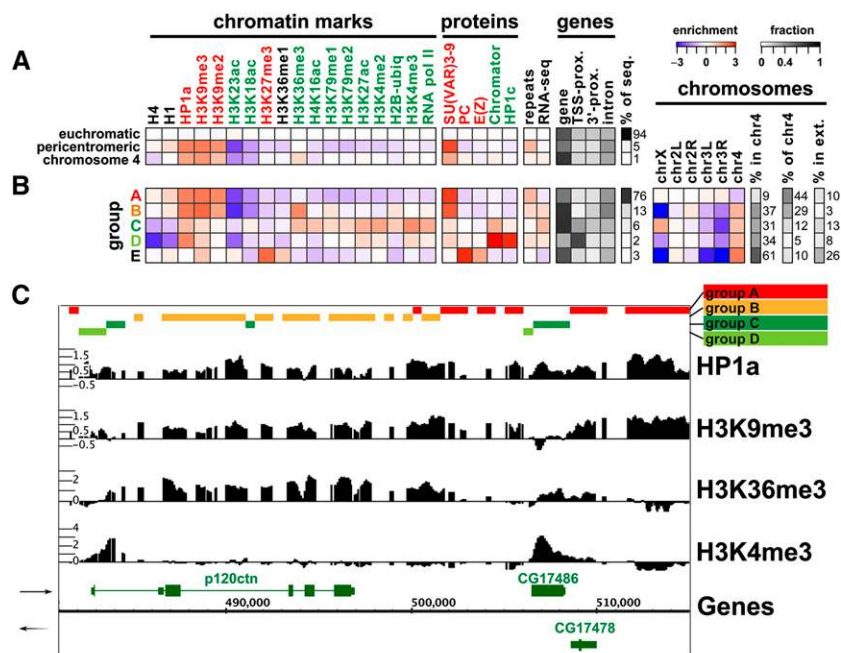 chromatin marks
proteins
genes
enrichment
-3 0 3
fraction
0 0.4 1
chromosomes
A
H4
H1
HP1a
H3K9me3
H3K9me2
H3K23ac
H3K18ac
H3K27me3
H3K36me1
H3K36me3
H4K16ac
H3K79me1
H3K79me2
H3K27ac
H3K4me2
H2B-ubiq
H3K4me3
RNA pol II
SU(VAR)3-9
PC
E(Z)
Chromator
HP1c
repeats
RNA-seq
gene
TSS-prox.
3'-prox.
intron
% of seq.
euchromatic 94
pericentromeric 5
chromosome 4 1
chrX
chr2L
chr2R
chr3L
chr3R
chr4
% in chr4
% of chr4
% in ext.
B
group
A 76 9 44 10
B 13 37 29 3
C 6 31 12 13
D 2 34 5 8
E 3 61 10 26
C
group A
group B
group C
group D
1.5
0.5
-0.5
HP1a
1.5
0.5
-0.5
H3K9me3
2
1
0
H3K36me3
4
2
0
H3K4me3
p120ctn
CG17486
490,000
500,000
510,000
Genes
CG17478